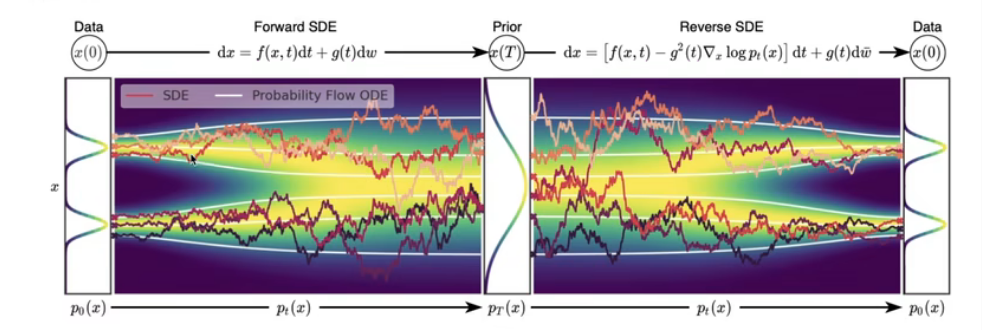 Data Forward SDE Prior Reverse SDE Data
x(0) dx = f(x, t)dt + g(t)dw x(T) dx = [f(x, t) − g²(t)∇ₓ log pₜ(x)] dt + g(t)dw̄ x(0)
SDE Probability Flow ODE
x
p₀(x) pₜ(x) p_T(x) pₜ(x) p₀(x)